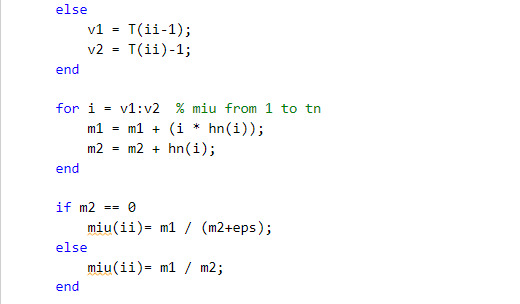 else
v1 = T(ii-1);
v2 = T(ii)-1;
end
for i = v1:v2 % miu from 1 to tn
m1 = m1 + (i * hn(i));
m2 = m2 + hn(i);
end
if m2 == 0
miu(ii)= m1 / (m2+eps);
else
miu(ii)= m1 / m2;
end